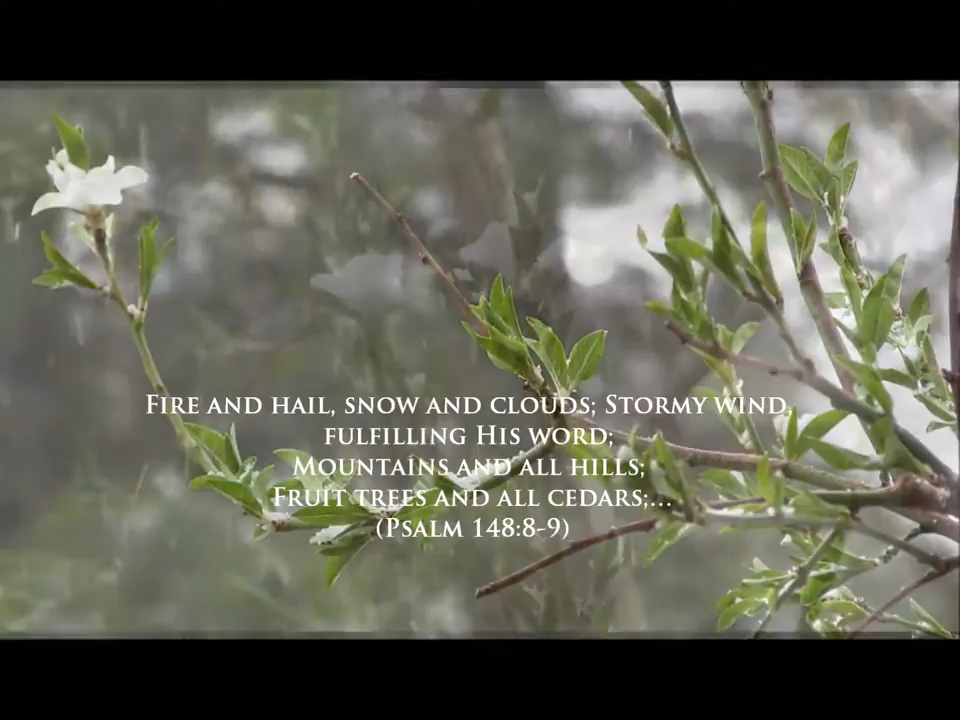 Fire and hail, snow and clouds; Stormy wind,
fulfilling His word;
Mountains and all hills;
Fruit trees and all cedars;...
(Psalm 148:8-9)